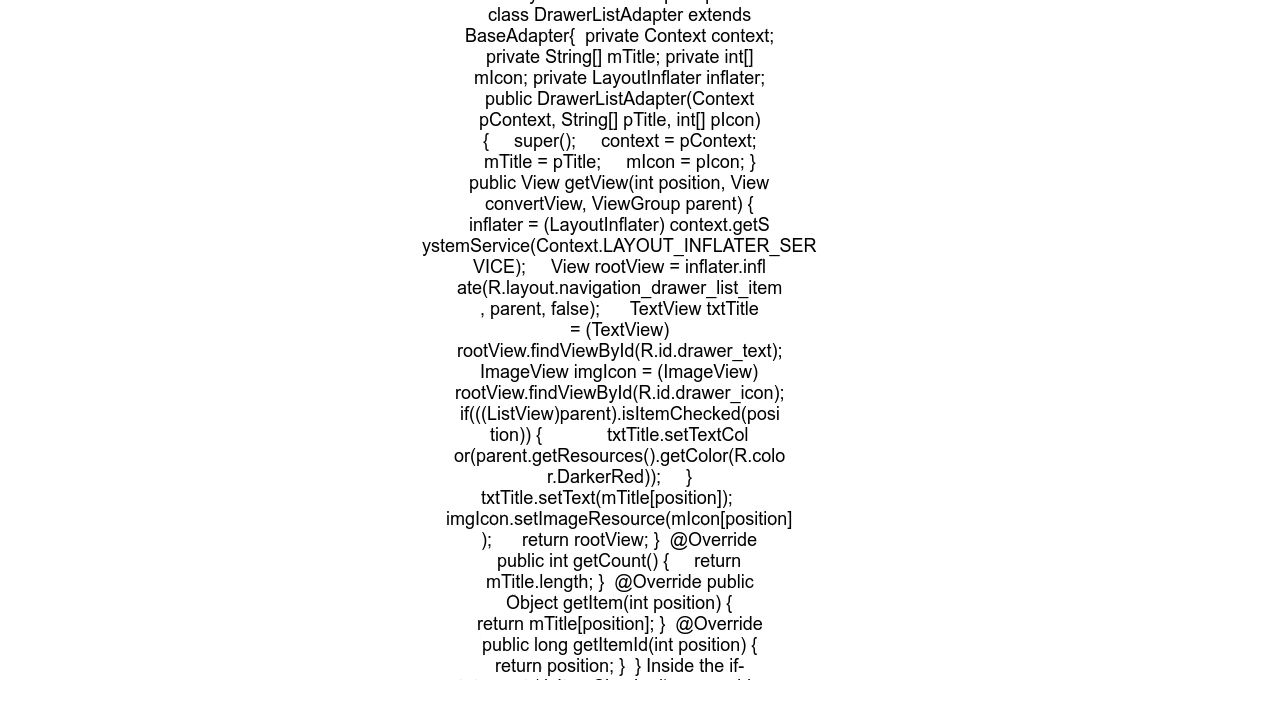 class DrawerListAdapter extends
BaseAdapter{  private Context context;
private String[] mTitle; private int[]
mIcon; private LayoutInflater inflater;
public DrawerListAdapter(Context
pContext, String[] pTitle, int[] pIcon)
{     super();     context = pContext;
mTitle = pTitle;     mIcon = pIcon; }
public View getView(int position, View
convertView, ViewGroup parent) {
inflater = (LayoutInflater) context.getS
ystemService(Context.LAYOUT_INFLATER_SER
VICE);     View rootView = inflater.infl
ate(R.layout.navigation_drawer_list_item
, parent, false);      TextView txtTitle
= (TextView)
rootView.findViewById(R.id.drawer_text);
ImageView imgIcon = (ImageView)
rootView.findViewById(R.id.drawer_icon);
if(((ListView)parent).isItemChecked(posi
tion)) {             txtTitle.setTextCol
or(parent.getResources().getColor(R.colo
r.DarkerRed));     }
txtTitle.setText(mTitle[position]);
imgIcon.setImageResource(mIcon[position]
);      return rootView; }  @Override
public int getCount() {     return
mTitle.length; }  @Override public
Object getItem(int position) {
return mTitle[position]; }  @Override
public long getItemId(int position) {
return position; }  } Inside the if-